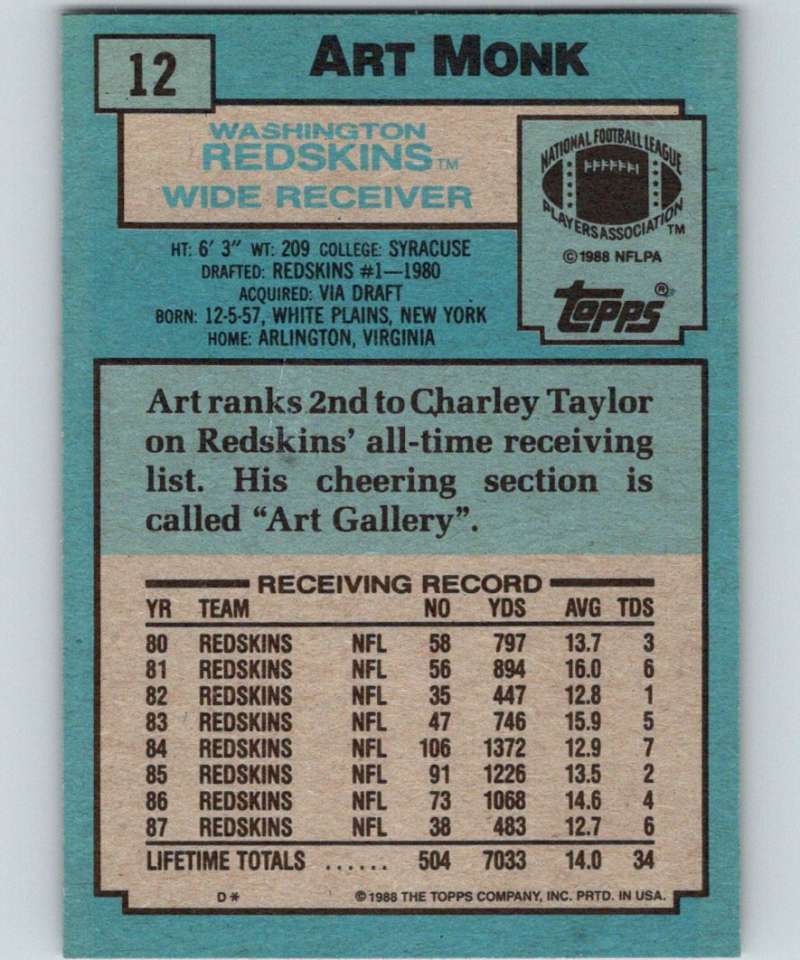 12
ART MONK
WASHINGTON
REDSKINS™
WIDE RECEIVER
NATIONAL FOOTBALL LEAGUE
PLAYERS ASSOCIATION™
©1988 NFLPA
Topps®
HT: 6' 3" WT: 209 COLLEGE: SYRACUSE
DRAFTED: REDSKINS #1—1980
ACQUIRED: VIA DRAFT
BORN: 12-5-57, WHITE PLAINS, NEW YORK
HOME: ARLINGTON, VIRGINIA
Art ranks 2nd to Charley Taylor
on Redskins' all-time receiving
list. His cheering section is
called "Art Gallery".
RECEIVING RECORD
YR TEAM NO YDS AVG TDS
80 REDSKINS NFL 58 797 13.7 3
81 REDSKINS NFL 56 894 16.0 6
82 REDSKINS NFL 35 447 12.8 1
83 REDSKINS NFL 47 746 15.9 5
84 REDSKINS NFL 106 1372 12.9 7
85 REDSKINS NFL 91 1226 13.5 2
86 REDSKINS NFL 73 1068 14.6 4
87 REDSKINS NFL 38 483 12.7 6
LIFETIME TOTALS ...... 504 7033 14.0 34
D* ©1988 THE TOPPS COMPANY, INC. PRTD. IN USA.